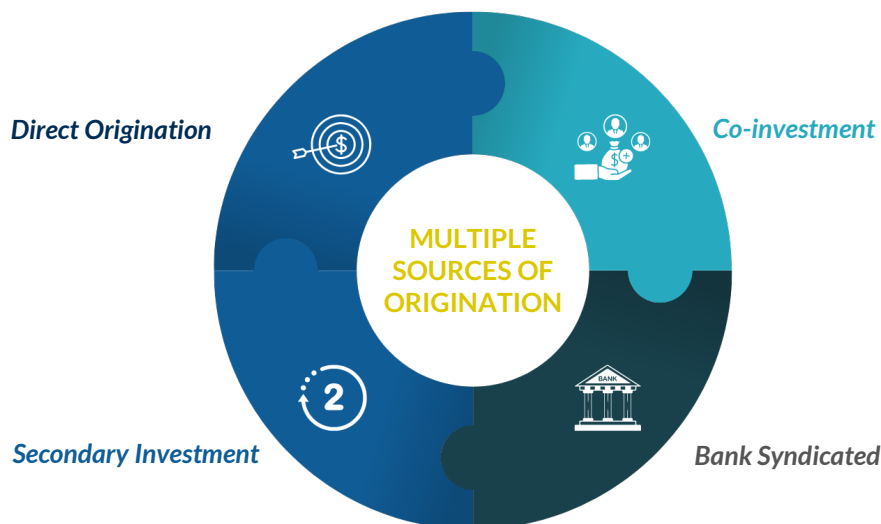 Direct Origination
Co-investment
$
$
MULTIPLE
SOURCES OF
ORIGINATION
2
BANK
Secondary Investment
Bank Syndicated